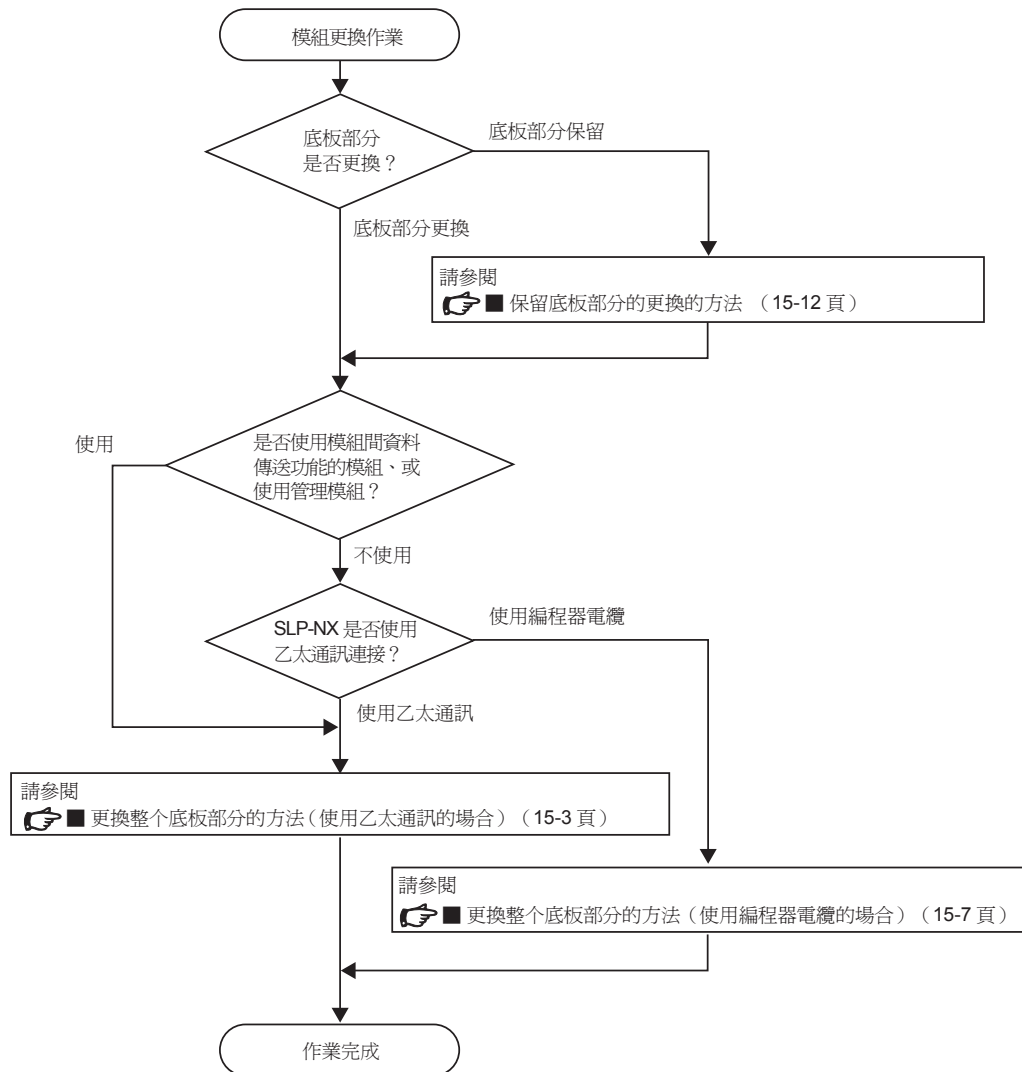 模組更換作業
底板部分
是否更換？
底板部分保留
底板部分更換
請參閱
■ 保留底板部分的更換的方法 （15-12 頁）
使用
是否使用模組間資料
傳送功能的模組、或
使用管理模組？
不使用
SLP-NX 是否使用
乙太通訊連接？
使用編程器電纜
使用乙太通訊
請參閱
■ 更換整个底板部分的方法（使用乙太通訊的場合）（15-3 頁）
請參閱
■ 更換整个底板部分的方法（使用編程器電纜的場合）（15-7 頁）
作業完成